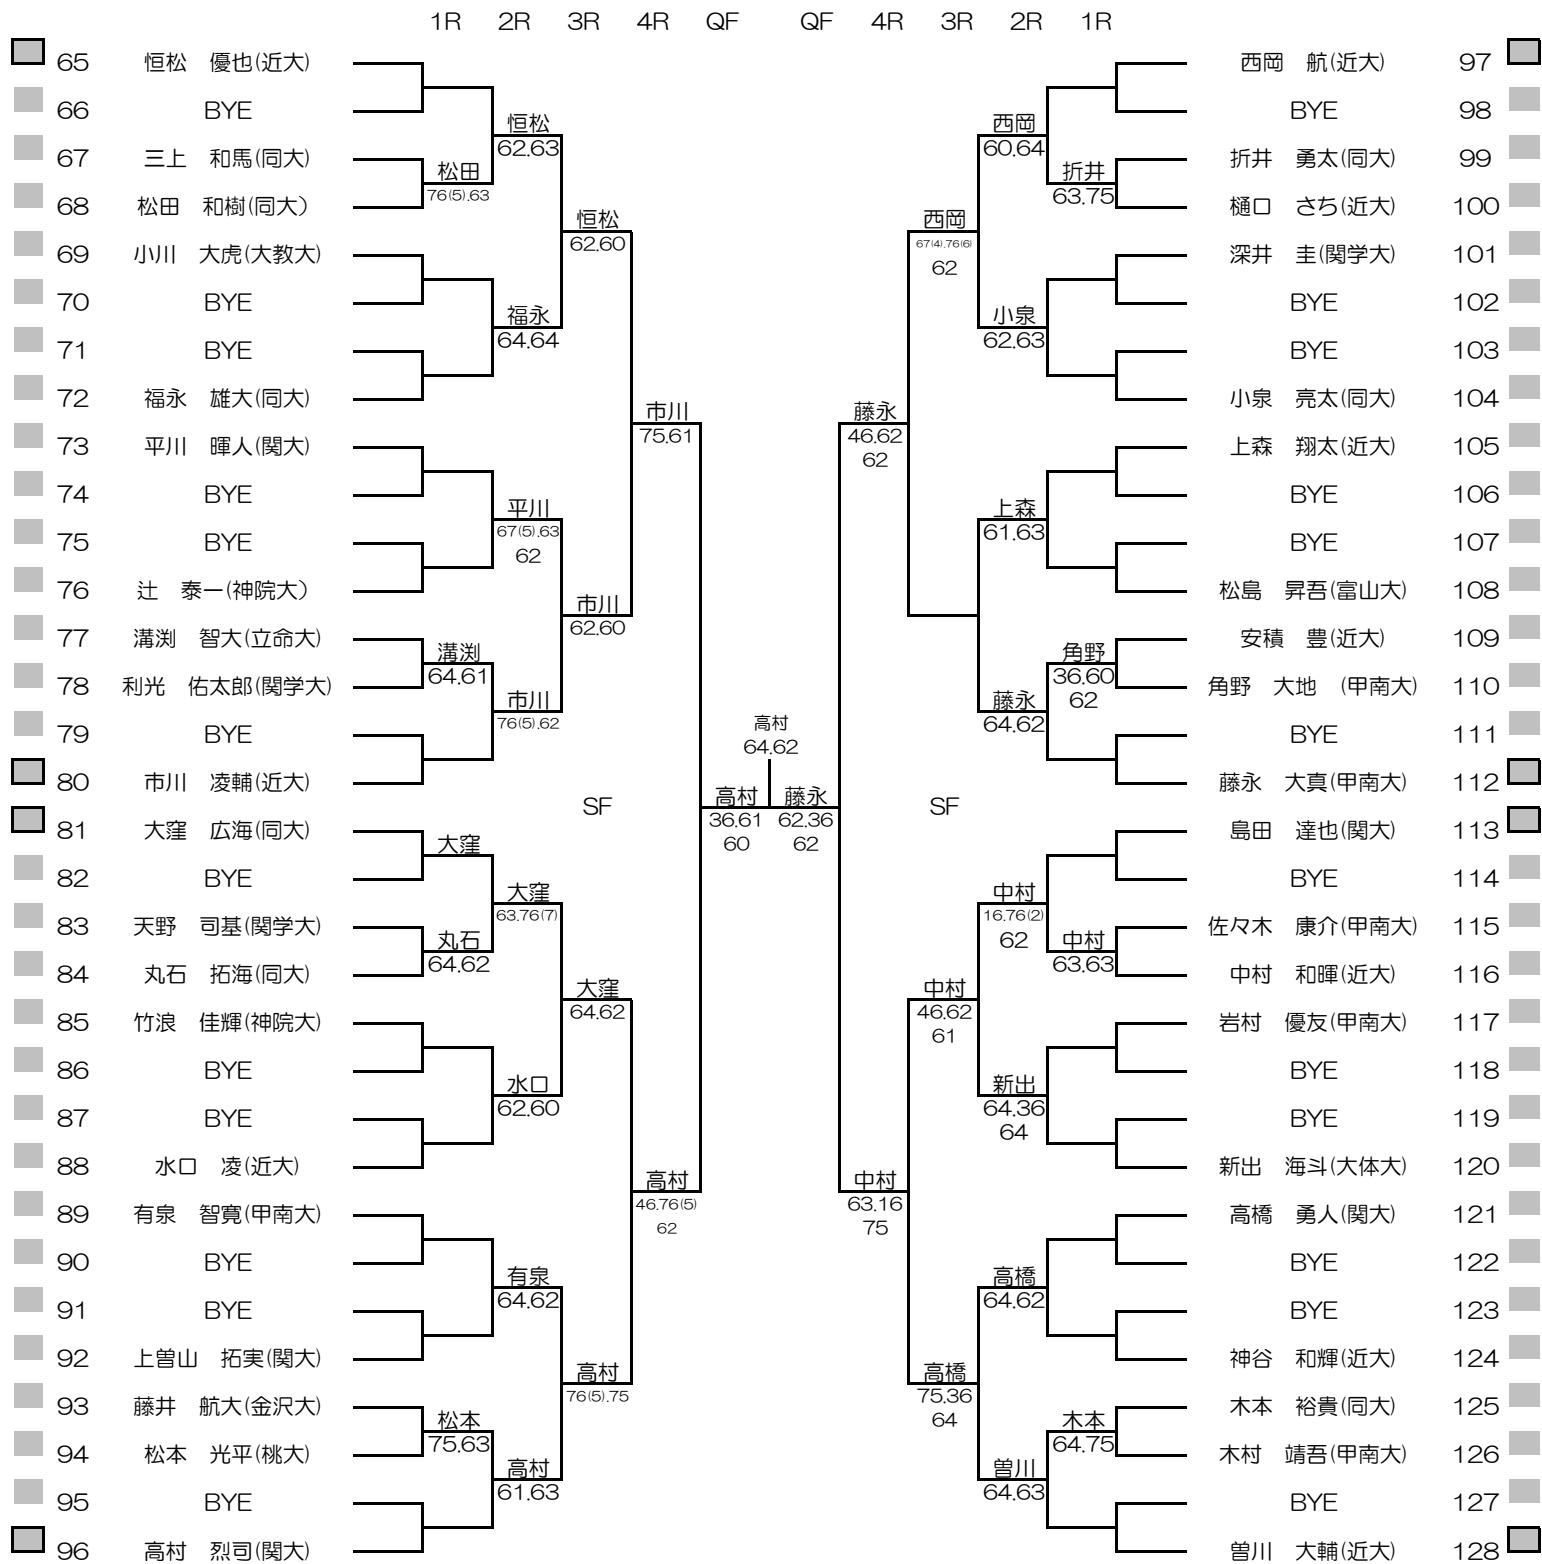 1R 2R 3R 4R QF QF 4R 3R 2R 1R
65 恒松 優也(近大) 西岡 航(近大) 97
66 BYE BYE 98
恒松 西岡
62.63 60.64
67 三上 和馬(同大) 折井 勇太(同大) 99
松田 折井
76(5).63 63.75
68 松田 和樹(同大) 樋口 さち(近大) 100
恒松 西岡
62.60 67(4).76(6)
62
69 小川 大虎(大教大) 深井 圭(関学大) 101
70 BYE BYE 102
福永 小泉
64.64 62.63
71 BYE BYE 103
72 福永 雄大(同大) 小泉 亮太(同大) 104
市川 藤永
75.61 46.62
62
73 平川 暉人(関大) 上森 翔太(近大) 105
74 BYE BYE 106
平川 上森
67(5).63 61.63
62
75 BYE BYE 107
76 辻 泰一(神院大) 松島 昇吾(富山大) 108
市川
62.60
77 溝渕 智大(立命大) 安積 豊(近大) 109
溝渕 角野
64.61 36.60
62
78 利光 佑太郎(関学大) 角野 大地 (甲南大) 110
市川 藤永
76(5).62 64.62
79 BYE BYE 111
高村
64.62
80 市川 凌輔(近大) 藤永 大真(甲南大) 112
SF 高村 藤永 SF
36.61 62.36
60 62
81 大窪 広海(同大) 島田 達也(関大) 113
大窪
82 BYE BYE 114
大窪 中村
63.76(7) 16.76(2)
62
83 天野 司基(関学大) 佐々木 康介(甲南大) 115
丸石 中村
64.62 63.63
84 丸石 拓海(同大) 中村 和暉(近大) 116
大窪 中村
64.62 46.62
61
85 竹浪 佳輝(神院大) 岩村 優友(甲南大) 117
86 BYE BYE 118
水口 新出
62.60 64.36
64
87 BYE BYE 119
88 水口 凌(近大) 新出 海斗(大体大) 120
高村 中村
46.76(5) 63.16
62 75
89 有泉 智寛(甲南大) 高橋 勇人(関大) 121
90 BYE BYE 122
有泉 高橋
64.62 64.62
91 BYE BYE 123
92 上曽山 拓実(関大) 神谷 和輝(近大) 124
高村 高橋
76(5).75 75.36
64
93 藤井 航大(金沢大) 木本 裕貴(同大) 125
松本 木本
75.63 64.75
94 松本 光平(桃大) 木村 靖吾(甲南大) 126
高村 曽川
61.63 64.63
95 BYE BYE 127
96 高村 烈司(関大) 曽川 大輔(近大) 128